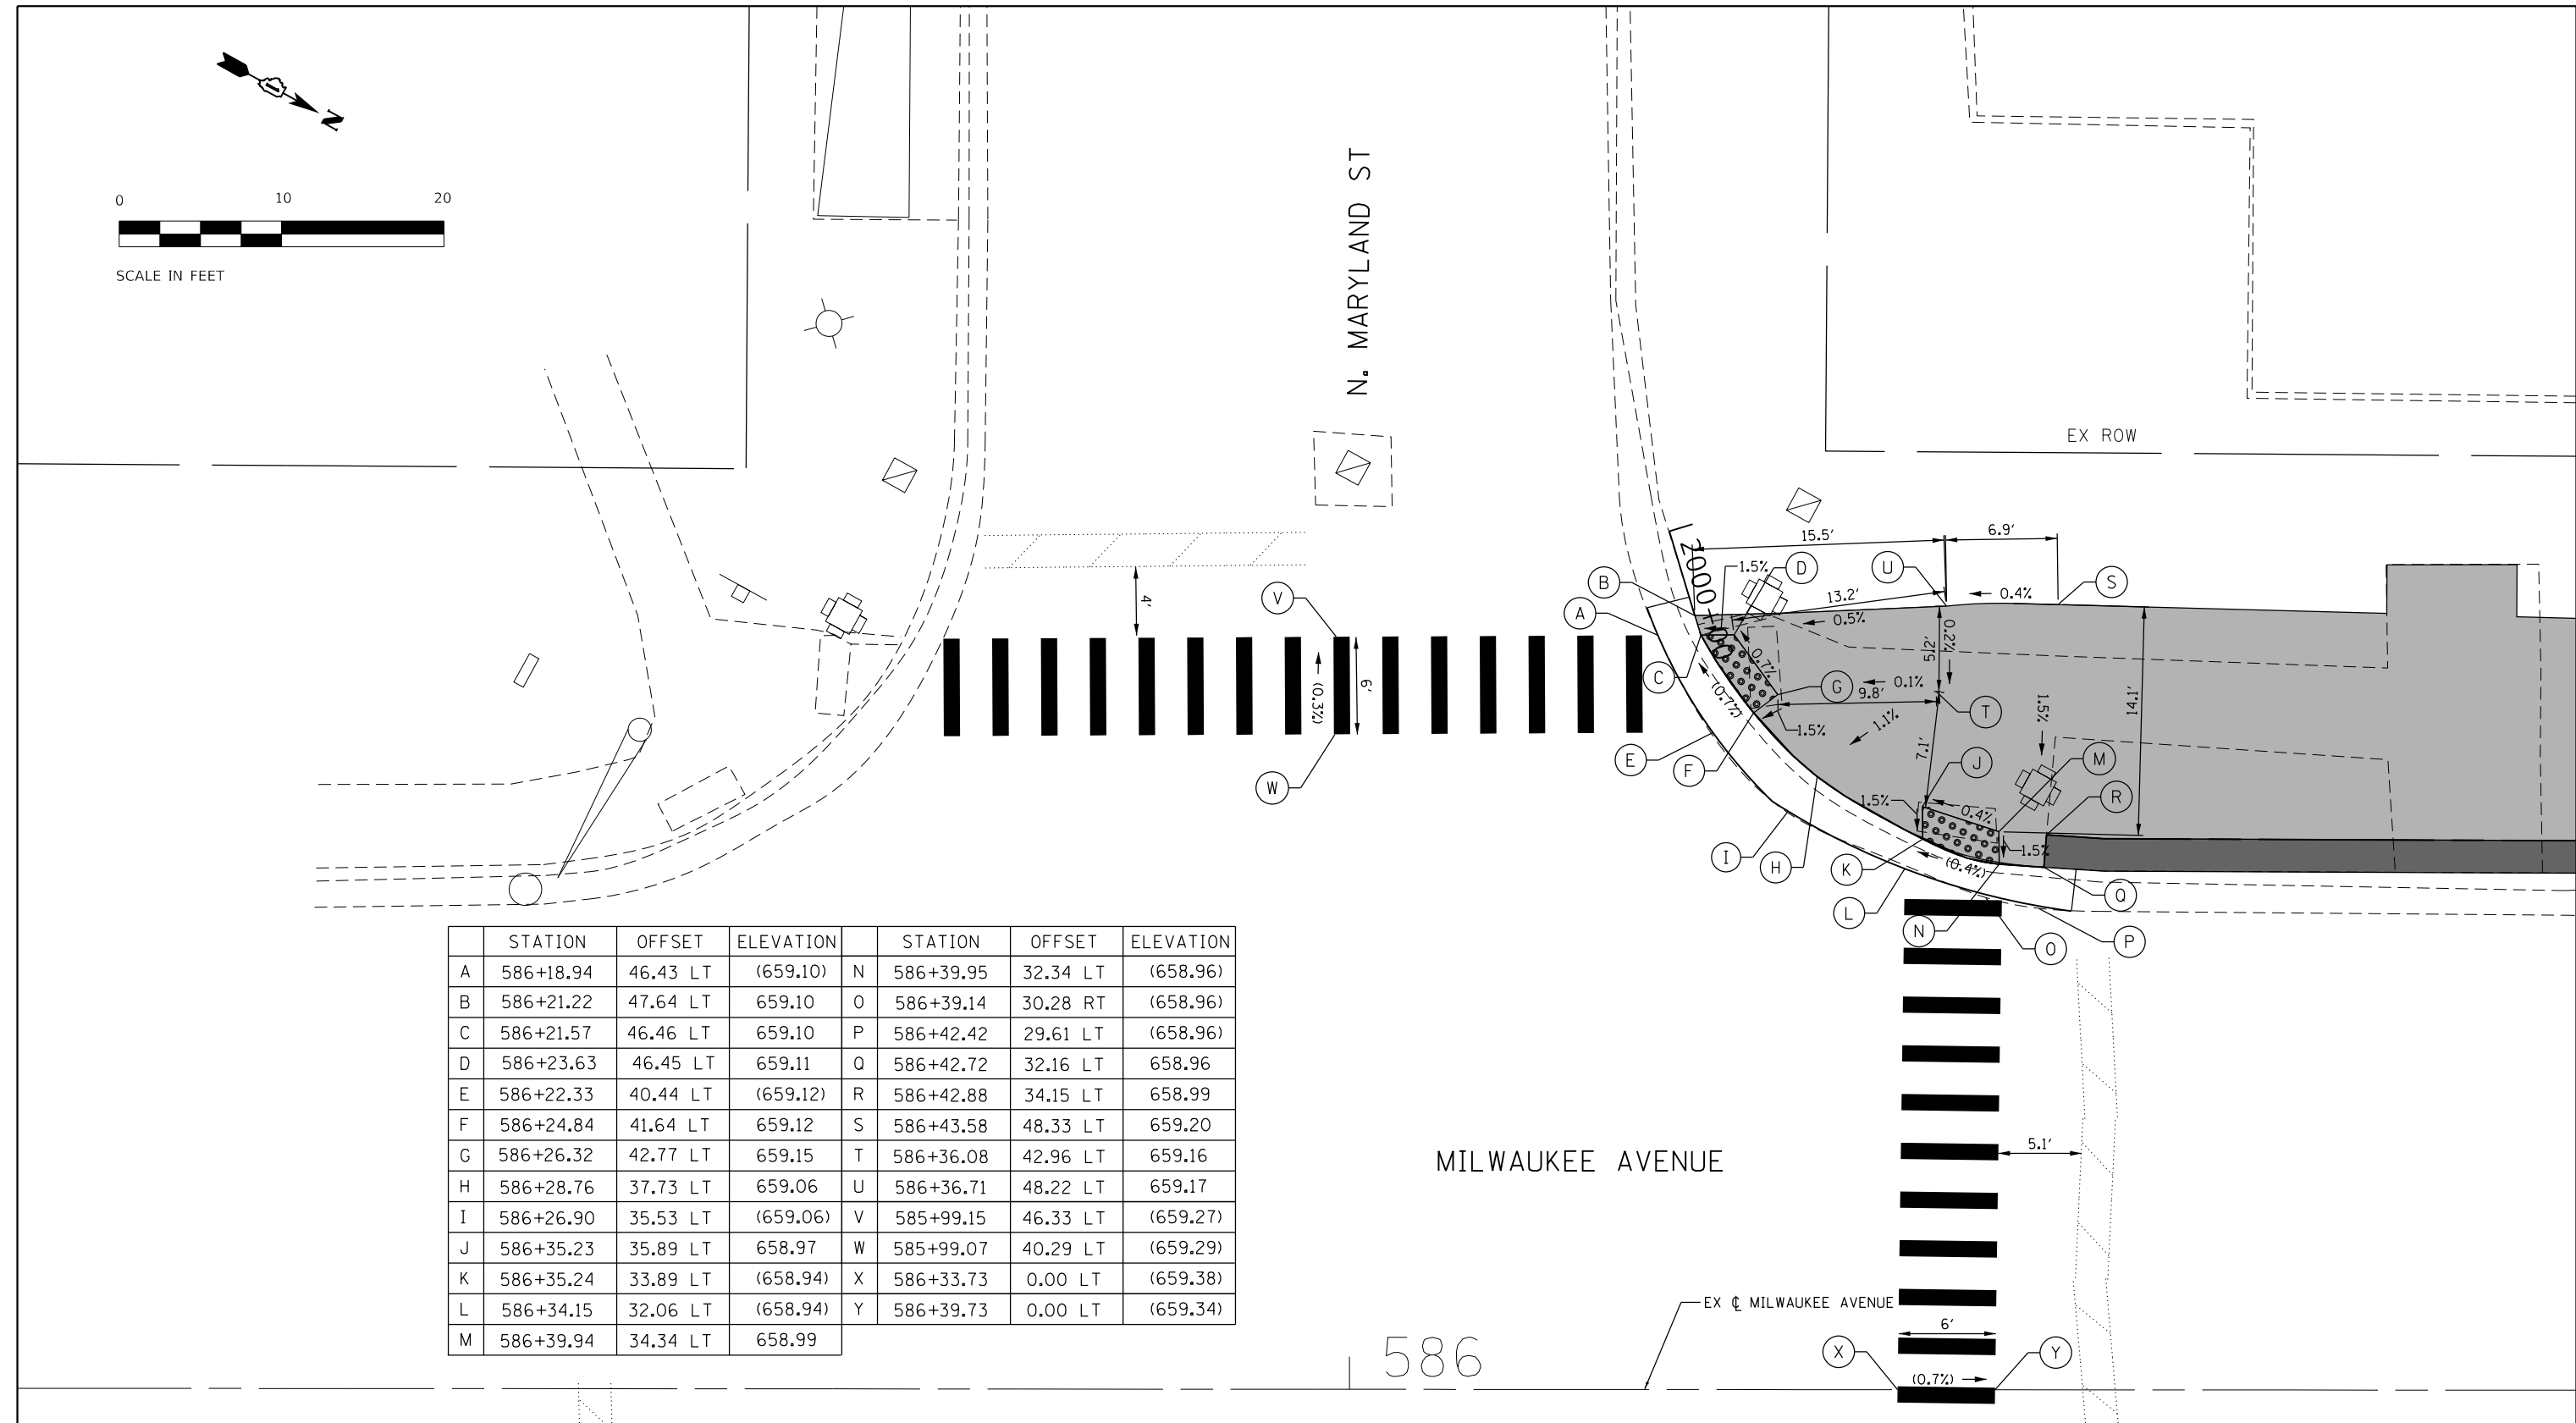 N
0 10 20
SCALE IN FEET
N. MARYLAND ST
EX ROW
15.5'
6.9'
1.5%
D
U
S
B
A
13.2'
0.4%
0.5%
2000-00
V
4'
6'
(0.3%)
W
C
0.7%
(0.7%)
G
0.1%
9.8'
5.2'
0.2%
T
1.5%
14.1'
1.5%
1.1%
7.1'
E
F
J
M
R
1.5%
0.4%
1.5%
(0.4%)
I
H
K
L
N
Q
O
P
STATION OFFSET ELEVATION STATION OFFSET ELEVATION
A 586+18.94 46.43 LT (659.10) N 586+39.95 32.34 LT (658.96)
B 586+21.22 47.64 LT 659.10 O 586+39.14 30.28 RT (658.96)
C 586+21.57 46.46 LT 659.10 P 586+42.42 29.61 LT (658.96)
D 586+23.63 46.45 LT 659.11 Q 586+42.72 32.16 LT 658.96
E 586+22.33 40.44 LT (659.12) R 586+42.88 34.15 LT 658.99
F 586+24.84 41.64 LT 659.12 S 586+43.58 48.33 LT 659.20
G 586+26.32 42.77 LT 659.15 T 586+36.08 42.96 LT 659.16
H 586+28.76 37.73 LT 659.06 U 586+36.71 48.22 LT 659.17
I 586+26.90 35.53 LT (659.06) V 585+99.15 46.33 LT (659.27)
J 586+35.23 35.89 LT 658.97 W 585+99.07 40.29 LT (659.29)
K 586+35.24 33.89 LT (658.94) X 586+33.73 0.00 LT (659.38)
L 586+34.15 32.06 LT (658.94) Y 586+39.73 0.00 LT (659.34)
M 586+39.94 34.34 LT 658.99
MILWAUKEE AVENUE
5.1'
EX ℄ MILWAUKEE AVENUE
6'
586
X
Y
(0.7%)